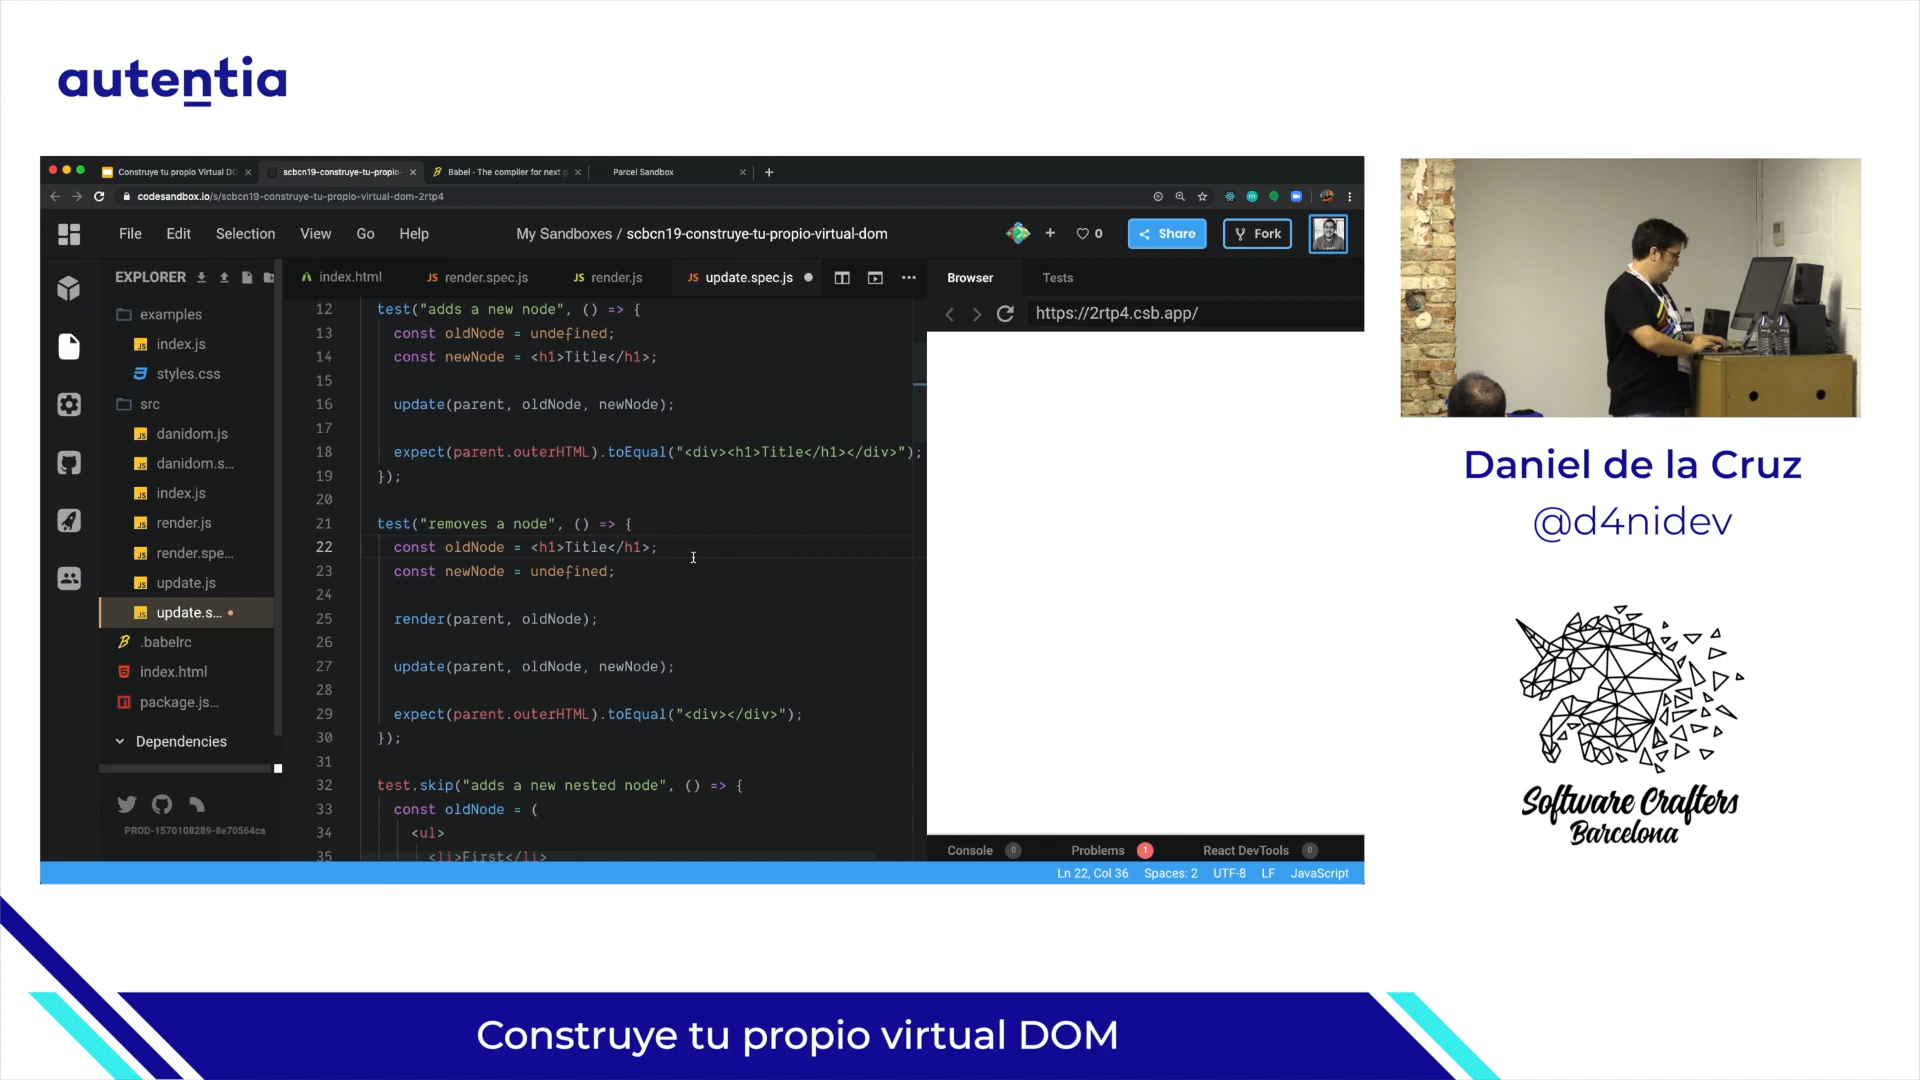 autentia
Construye tu propio Virtual DO
scbcn19-construye-tu-propio-
Babel · The compiler for next g
Parcel Sandbox
codesandbox.io/s/scbcn19-construye-tu-propio-virtual-dom-2rtp4
File Edit Selection View Go Help
My Sandboxes / scbcn19-construye-tu-propio-virtual-dom
0
Share
Fork
EXPLORER
index.html
render.spec.js
render.js
update.spec.js
Browser
Tests
https://2rtp4.csb.app/
examples
index.js
styles.css
src
danidom.js
danidom.s...
index.js
render.js
render.spe...
update.js
update.s...
.babelrc
index.html
package.js...
Dependencies
PROD-1570108289-8e70564ca
12 test("adds a new node", () => {
13 const oldNode = undefined;
14 const newNode = <h1>Title</h1>;
15
16 update(parent, oldNode, newNode);
17
18 expect(parent.outerHTML).toEqual("<div><h1>Title</h1></div>");
19 });
20
21 test("removes a node", () => {
22 const oldNode = <h1>Title</h1>;
23 const newNode = undefined;
24
25 render(parent, oldNode);
26
27 update(parent, oldNode, newNode);
28
29 expect(parent.outerHTML).toEqual("<div></div>");
30 });
31
32 test.skip("adds a new nested node", () => {
33 const oldNode = (
34 <ul>
35 <li>First</li>
Console 0
Problems 1
React DevTools 0
Ln 22, Col 36 Spaces: 2 UTF-8 LF JavaScript
Daniel de la Cruz
@d4nidev
Software Crafters
Barcelona
Construye tu propio virtual DOM